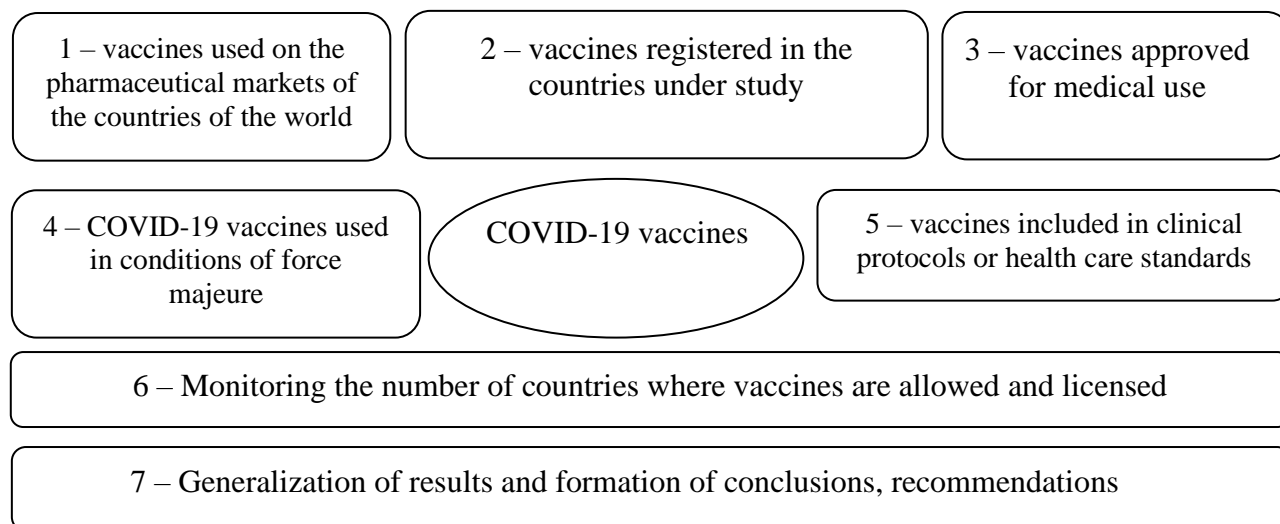 1 – vaccines used on the
pharmaceutical markets of
the countries of the world
2 – vaccines registered in the
countries under study
3 – vaccines approved
for medical use
4 – COVID-19 vaccines used
in conditions of force
majeure
COVID-19 vaccines
5 – vaccines included in clinical
protocols or health care standards
6 – Monitoring the number of countries where vaccines are allowed and licensed
7 – Generalization of results and formation of conclusions, recommendations